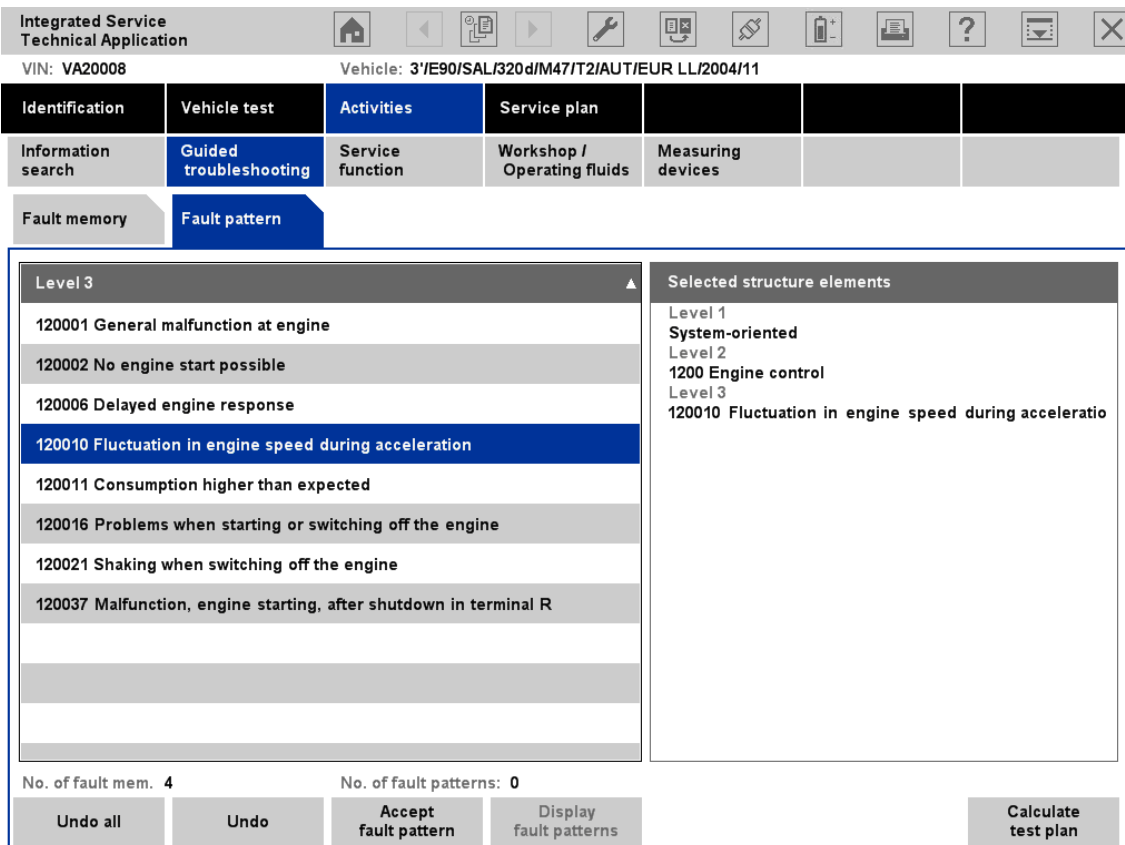 Integrated Service
Technical Application
VIN: VA20008
Vehicle: 3'/E90/SAL/320d/M47/T2/AUT/EUR LL/2004/11
Identification
Vehicle test
Activities
Service plan
Information
search
Guided
troubleshooting
Service
function
Workshop /
Operating fluids
Measuring
devices
Fault memory
Fault pattern
Level 3
120001 General malfunction at engine
120002 No engine start possible
120006 Delayed engine response
120010 Fluctuation in engine speed during acceleration
120011 Consumption higher than expected
120016 Problems when starting or switching off the engine
120021 Shaking when switching off the engine
120037 Malfunction, engine starting, after shutdown in terminal R
Selected structure elements
Level 1
System-oriented
Level 2
1200 Engine control
Level 3
120010 Fluctuation in engine speed during acceleratio
No. of fault mem. 4
No. of fault patterns: 0
Undo all
Undo
Accept
fault pattern
Display
fault patterns
Calculate
test plan